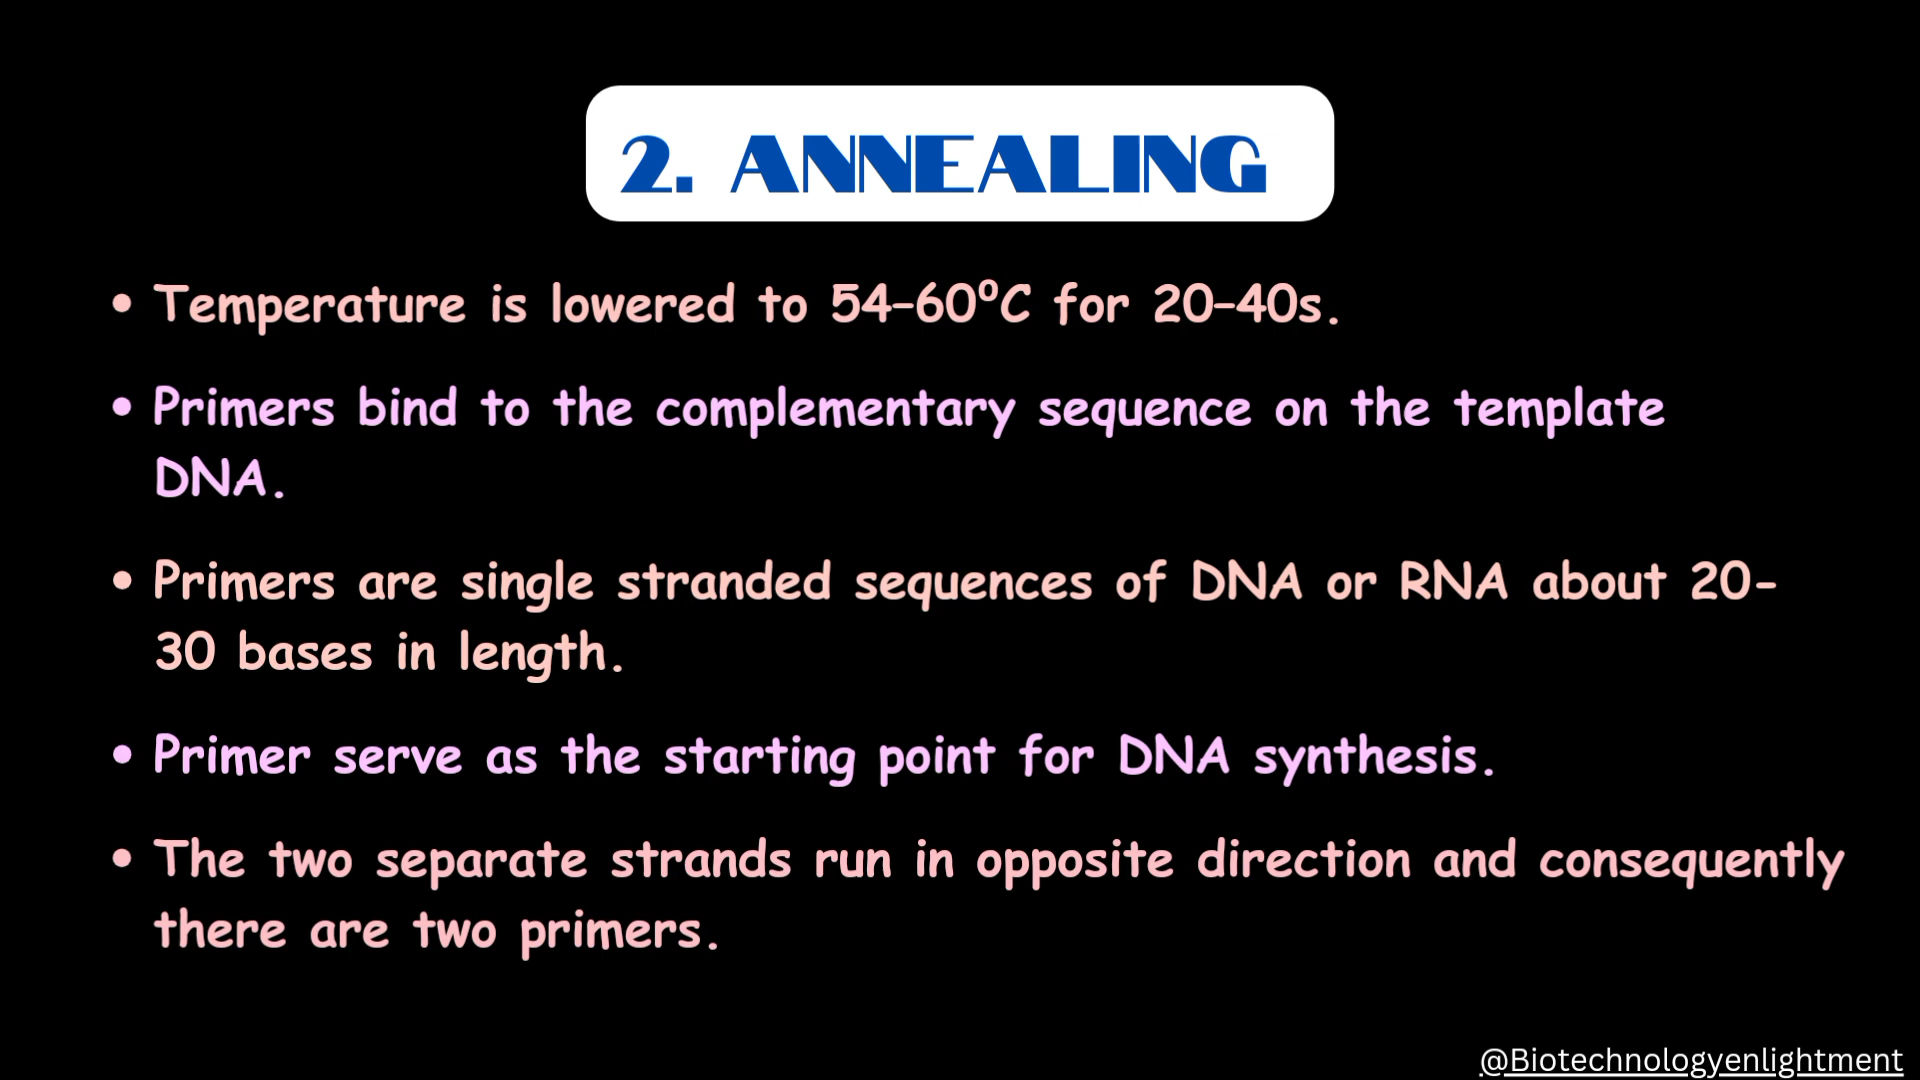 2. ANNEALING
• Temperature is lowered to 54–60ºC for 20–40s.
• Primers bind to the complementary sequence on the template
DNA.
• Primers are single stranded sequences of DNA or RNA about 20–
30 bases in length.
• Primer serve as the starting point for DNA synthesis.
• The two separate strands run in opposite direction and consequently
there are two primers.
@Biotechnologyenlightment